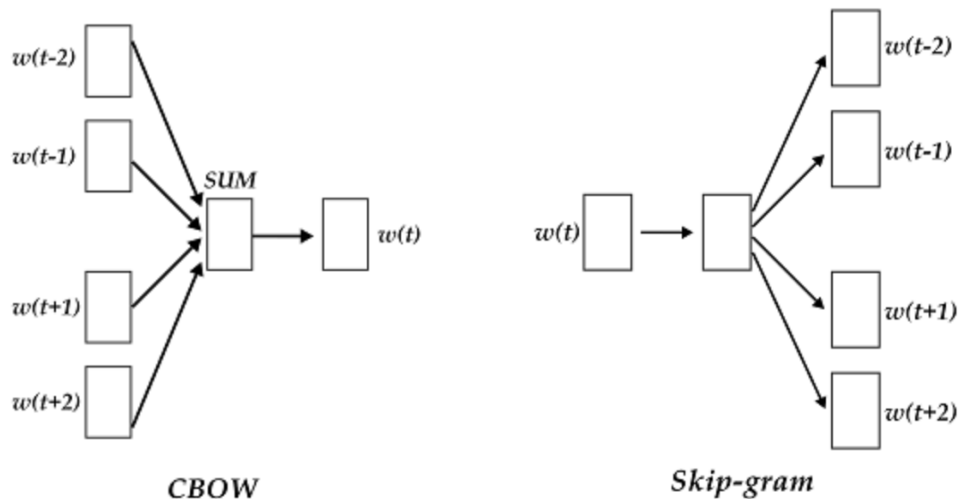 w(t-2)
w(t-1)
SUM
w(t)
w(t+1)
w(t+2)
CBOW
w(t-2)
w(t-1)
w(t)
w(t+1)
w(t+2)
Skip-gram